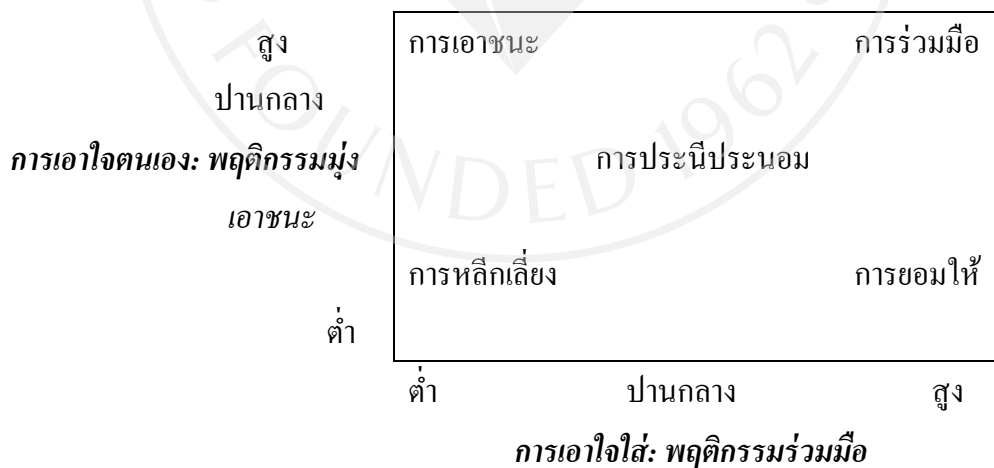 สูง การเอาชนะ การร่วมมือ
ปานกลาง
การเอาใจตนเอง: พฤติกรรมมุ่ง การประนีประนอม
เอาชนะ
การหลีกเลี่ยง การยอมให้
ต่ำ
ต่ำ ปานกลาง สูง
การเอาใจใส่: พฤติกรรมร่วมมือ
FOUNDED 1962